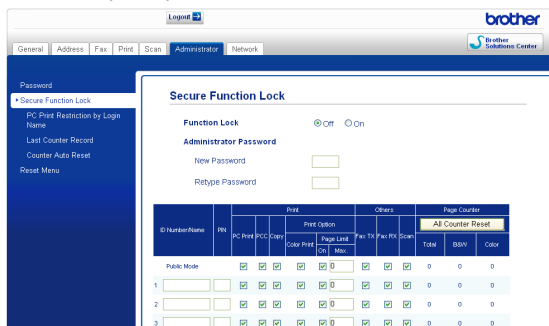 Logout
brother
General Address Fax Print Scan Administrator Network
Brother
Solutions Center
Password
Secure Function Lock
PC Print Restriction by Login
Name
Last Counter Record
Counter Auto Reset
Reset Menu
Secure Function Lock
Function Lock Off On
Administrator Password
New Password
Retype Password
Print Others Page Counter
ID Number/Name PIN PC Print PCC Copy Print Option Fax TX Fax RX Scan All Counter Reset
Color Print Page Limit Total B&W Color
On Max.
Public Mode 0 0 0 0
1 0 0 0 0
2 0 0 0 0
3 0 0 0 0